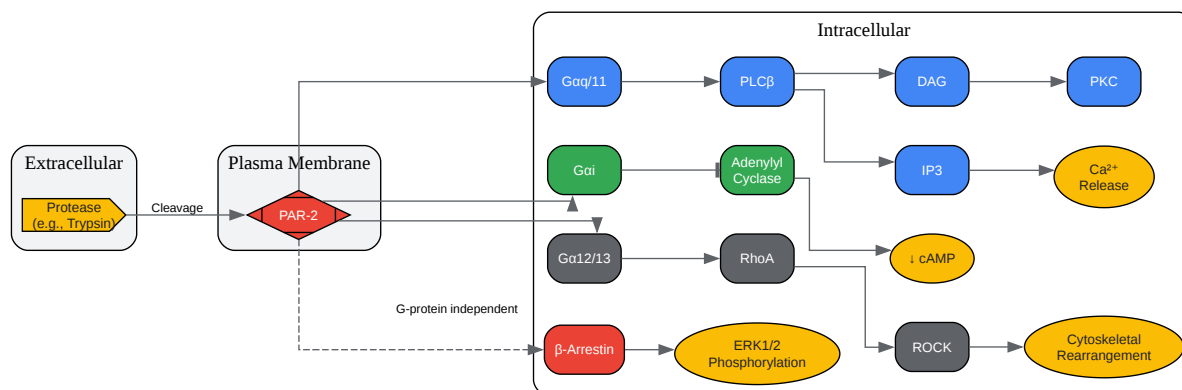 Intracellular
Gαq/11
PLCβ
DAG
PKC
Extracellular
Plasma Membrane
Gαi
Adenylyl
Cyclase
IP3
Ca²⁺
Release
Protease
(e.g., Trypsin)
Cleavage
PAR-2
Gα12/13
RhoA
↓ cAMP
G-protein independent
β-Arrestin
ERK1/2
Phosphorylation
ROCK
Cytoskeletal
Rearrangement